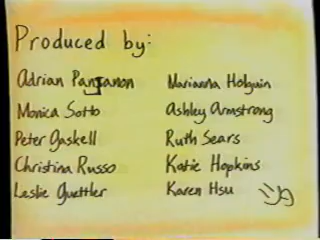 Produced by:
Adrian Panganon
Marianna Holguin
Monica Sotto
Ashley Armstrong
Peter Gaskell
Ruth Sears
Christina Russo
Katie Hopkins
Leslie Guettler
Karen Hsu